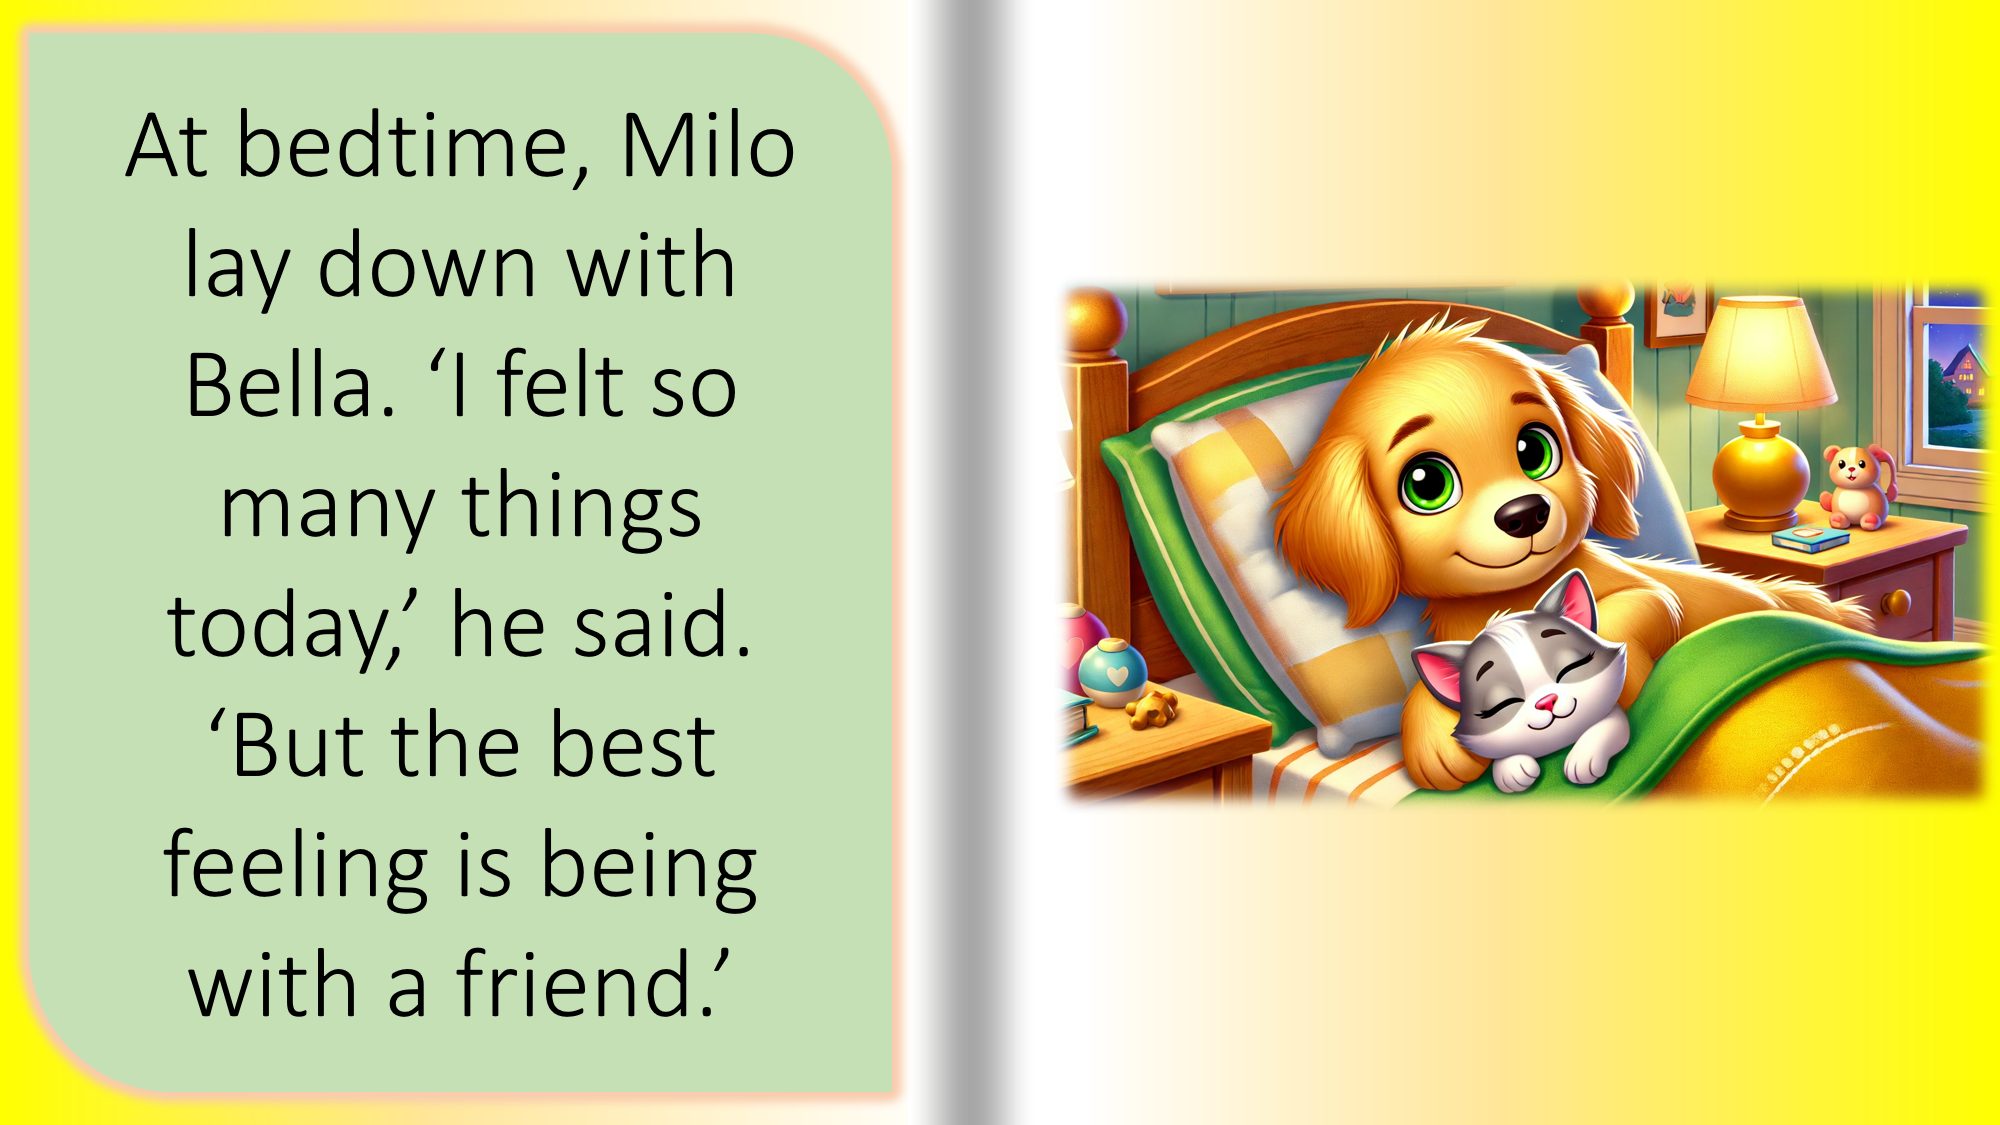 At bedtime, Milo
lay down with
Bella. ‘I felt so
many things
today,’ he said.
‘But the best
feeling is being
with a friend.’